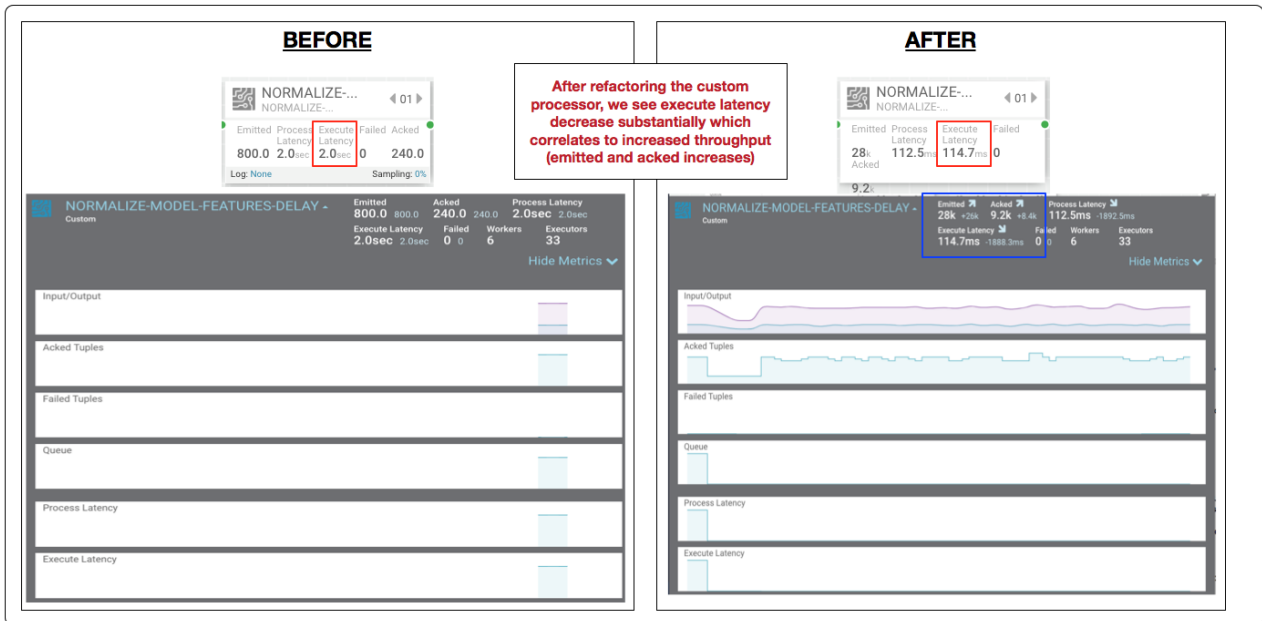 BEFORE
NORMALIZE-...
NORMALIZE-...
01
Emitted Process Latency Execute Latency Failed Acked
800.0 2.0sec 2.0sec 0 240.0
Log: None Sampling: 0%
NORMALIZE-MODEL-FEATURES-DELAY
Custom
Emitted Acked Process Latency
800.0 800.0 240.0 240.0 2.0sec 2.0sec
Execute Latency Failed Workers Executors
2.0sec 2.0sec 0 0 6 33
Hide Metrics
Input/Output
Acked Tuples
Failed Tuples
Queue
Process Latency
Execute Latency
After refactoring the custom
processor, we see execute latency
decrease substantially which
correlates to increased throughput
(emitted and acked increases)
AFTER
NORMALIZE-...
NORMALIZE-...
01
Emitted Process Latency Execute Latency Failed
28k 112.5ms 114.7ms 0
Acked
9.2k
NORMALIZE-MODEL-FEATURES-DELAY
Custom
Emitted Acked Process Latency
28k +26k 9.2k +8.4k 112.5ms -1892.5ms
Execute Latency Failed Workers Executors
114.7ms -1888.3ms 0 0 6 33
Hide Metrics
Input/Output
Acked Tuples
Failed Tuples
Queue
Process Latency
Execute Latency